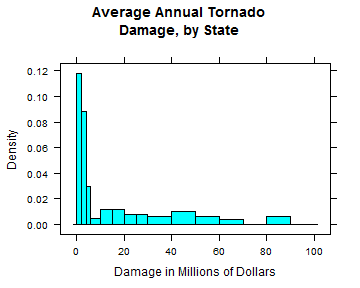 Average Annual Tornado
Damage, by State
0.12
0.10
0.08
0.06
0.04
0.02
0.00
Density
0 20 40 60 80 100
Damage in Millions of Dollars